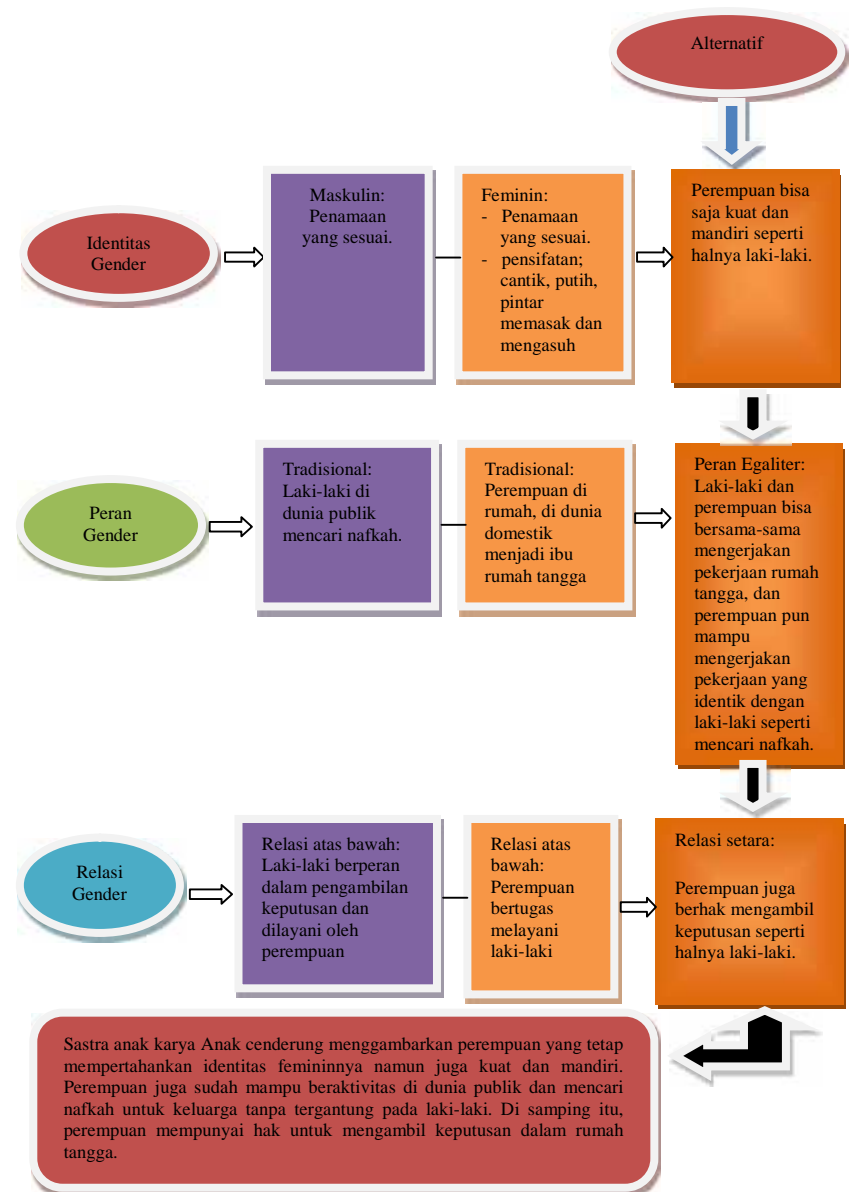 Alternatif
Identitas
Gender
Maskulin:
Penamaan
yang sesuai.
Feminin:
- Penamaan
yang sesuai.
- pensifatan;
cantik, putih,
pintar
memasak dan
mengasuh
Perempuan bisa
saja kuat dan
mandiri seperti
halnya laki-laki.
Peran
Gender
Tradisional:
Laki-laki di
dunia publik
mencari nafkah.
Tradisional:
Perempuan di
rumah, di dunia
domestik
menjadi ibu
rumah tangga
Peran Egaliter:
Laki-laki dan
perempuan bisa
bersama-sama
mengerjakan
pekerjaan rumah
tangga, dan
perempuan pun
mampu
mengerjakan
pekerjaan yang
identik dengan
laki-laki seperti
mencari nafkah.
Relasi
Gender
Relasi atas bawah:
Laki-laki berperan
dalam pengambilan
keputusan dan
dilayani oleh
perempuan
Relasi atas
bawah:
Perempuan
bertugas
melayani
laki-laki
Relasi setara:
Perempuan juga
berhak mengambil
keputusan seperti
halnya laki-laki.
Sastra anak karya Anak cenderung menggambarkan perempuan yang tetap
mempertahankan identitas femininnya namun juga kuat dan mandiri.
Perempuan juga sudah mampu beraktivitas di dunia publik dan mencari
nafkah untuk keluarga tanpa tergantung pada laki-laki. Di samping itu,
perempuan mempunyai hak untuk mengambil keputusan dalam rumah
tangga.